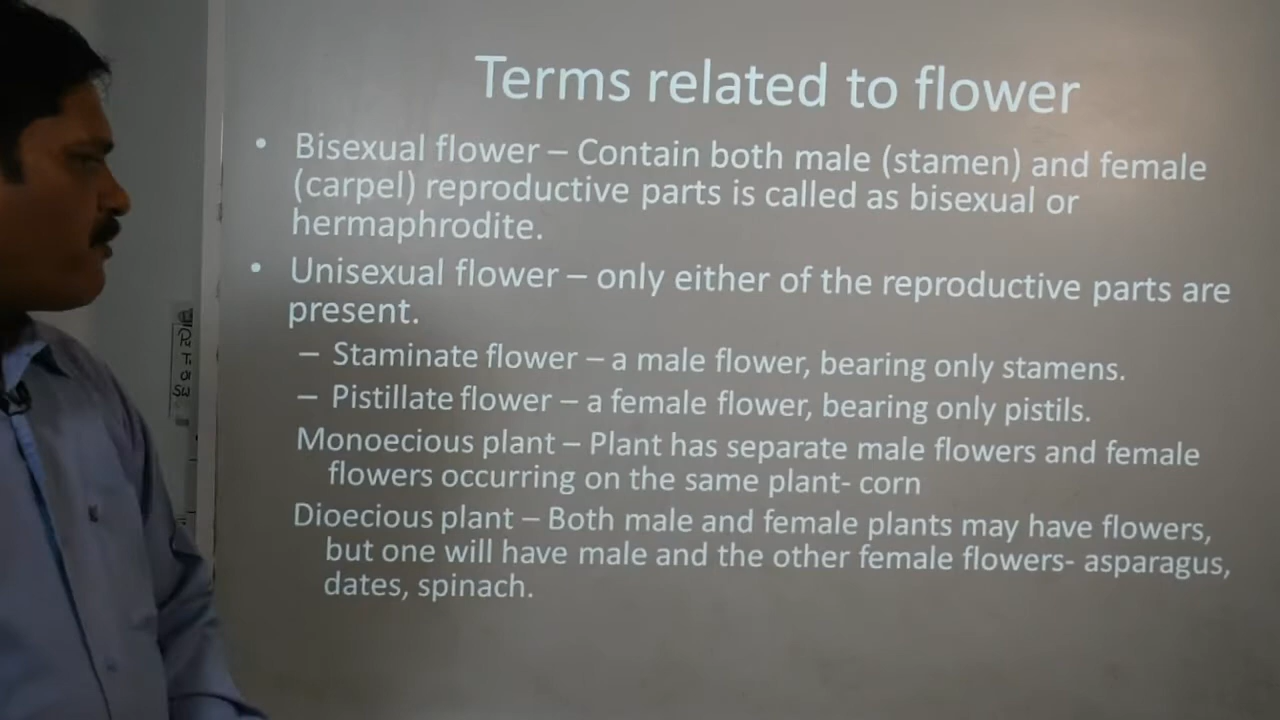 Terms related to flower
• Bisexual flower – Contain both male (stamen) and female
(carpel) reproductive parts is called as bisexual or
hermaphrodite.
• Unisexual flower – only either of the reproductive parts are
present.
– Staminate flower – a male flower, bearing only stamens.
– Pistillate flower – a female flower, bearing only pistils.
Monoecious plant – Plant has separate male flowers and female
flowers occurring on the same plant- corn
Dioecious plant – Both male and female plants may have flowers,
but one will have male and the other female flowers- asparagus,
dates, spinach.